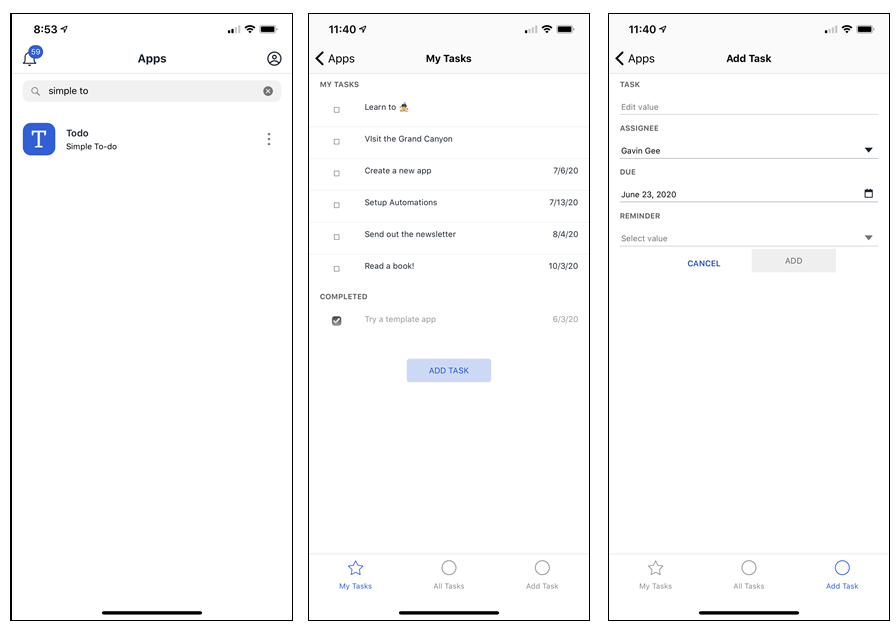 8:53
59
Apps
simple to
T
Todo
Simple To-do
11:40
Apps
My Tasks
MY TASKS
Learn to
VIsit the Grand Canyon
Create a new app 7/6/20
Setup Automations 7/13/20
Send out the newsletter 8/4/20
Read a book! 10/3/20
COMPLETED
Try a template app 6/3/20
ADD TASK
My Tasks All Tasks Add Task
11:40
Apps
Add Task
TASK
Edit value
ASSIGNEE
Gavin Gee
DUE
June 23, 2020
REMINDER
Select value
CANCEL ADD
My Tasks All Tasks Add Task